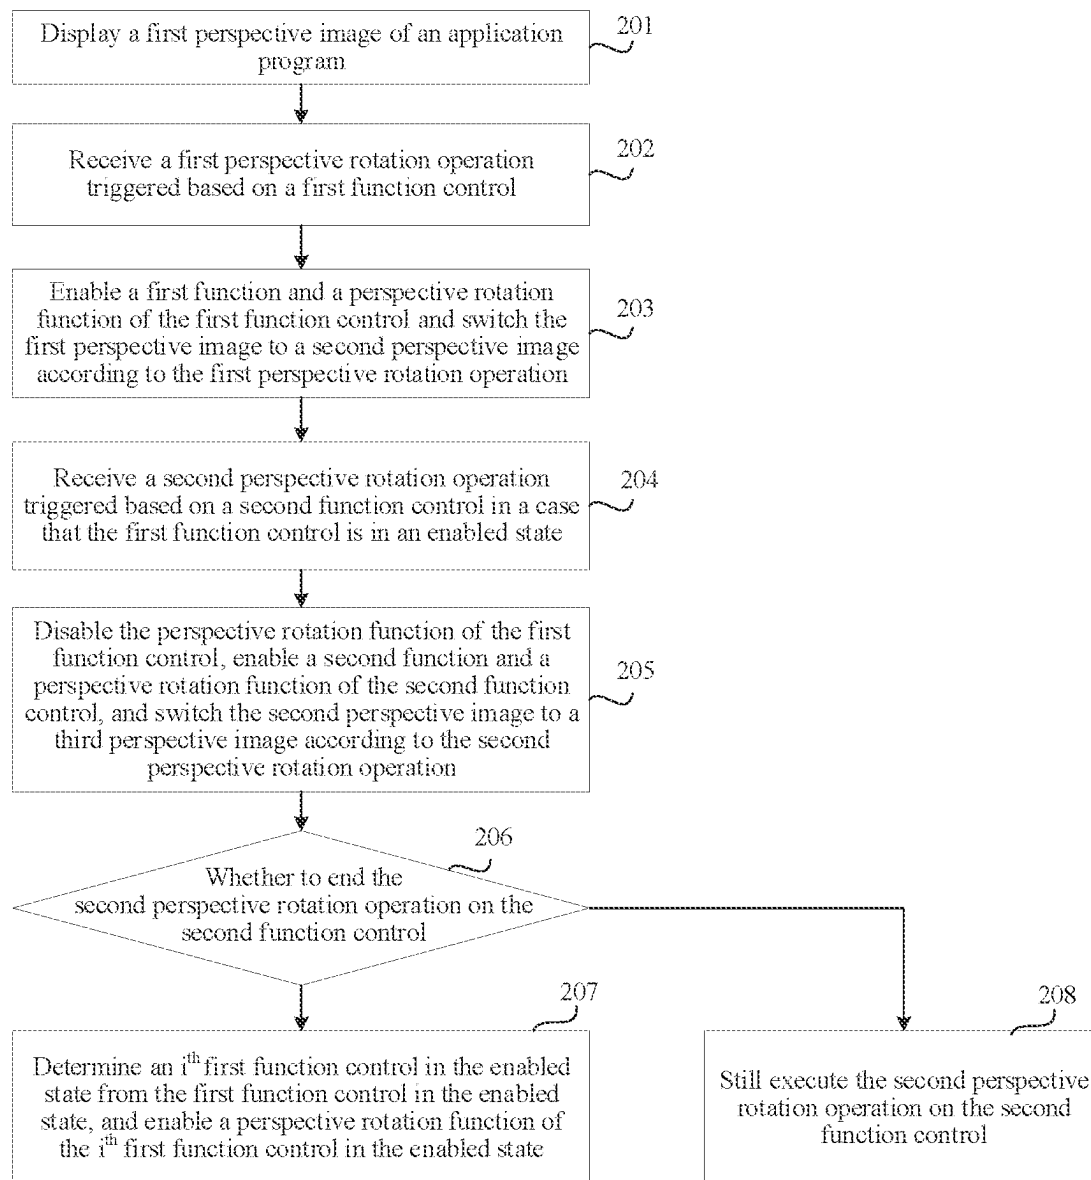 Display a first perspective image of an application
program
201
Receive a first perspective rotation operation
triggered based on a first function control
202
Enable a first function and a perspective rotation
function of the first function control and switch the
first perspective image to a second perspective image
according to the first perspective rotation operation
203
Receive a second perspective rotation operation
triggered based on a second function control in a case
that the first function control is in an enabled state
204
Disable the perspective rotation function of the first
function control, enable a second function and a
perspective rotation function of the second function
control, and switch the second perspective image to a
third perspective image according to the second
perspective rotation operation
205
206
Whether to end the
second perspective rotation operation on the
second function control
207
Determine an i^th first function control in the enabled
state from the first function control in the enabled
state, and enable a perspective rotation function of
the i^th first function control in the enabled state
208
Still execute the second perspective
rotation operation on the second
function control